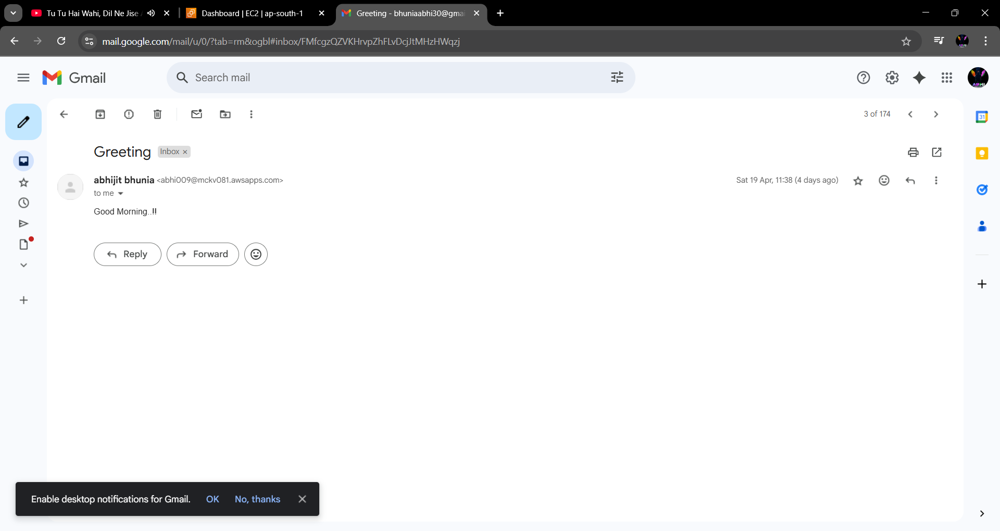 Tu Tu Hai Wahi, Dil Ne Jise
Dashboard | EC2 | ap-south-1
Greeting - bhuniaabhi30@gmai
mail.google.com/mail/u/0/?tab=rm&ogbl#inbox/FMfcgzQZVKHrvpZhFLvDcjJtMHzHWqzj
Gmail
Search mail
3 of 174
31
Greeting
Inbox ×
abhijit bhunia <abhi009@mckv081.awsapps.com>
Sat 19 Apr, 11:38 (4 days ago)
to me
Good Morning..!!
Reply
Forward
Enable desktop notifications for Gmail.
OK
No, thanks